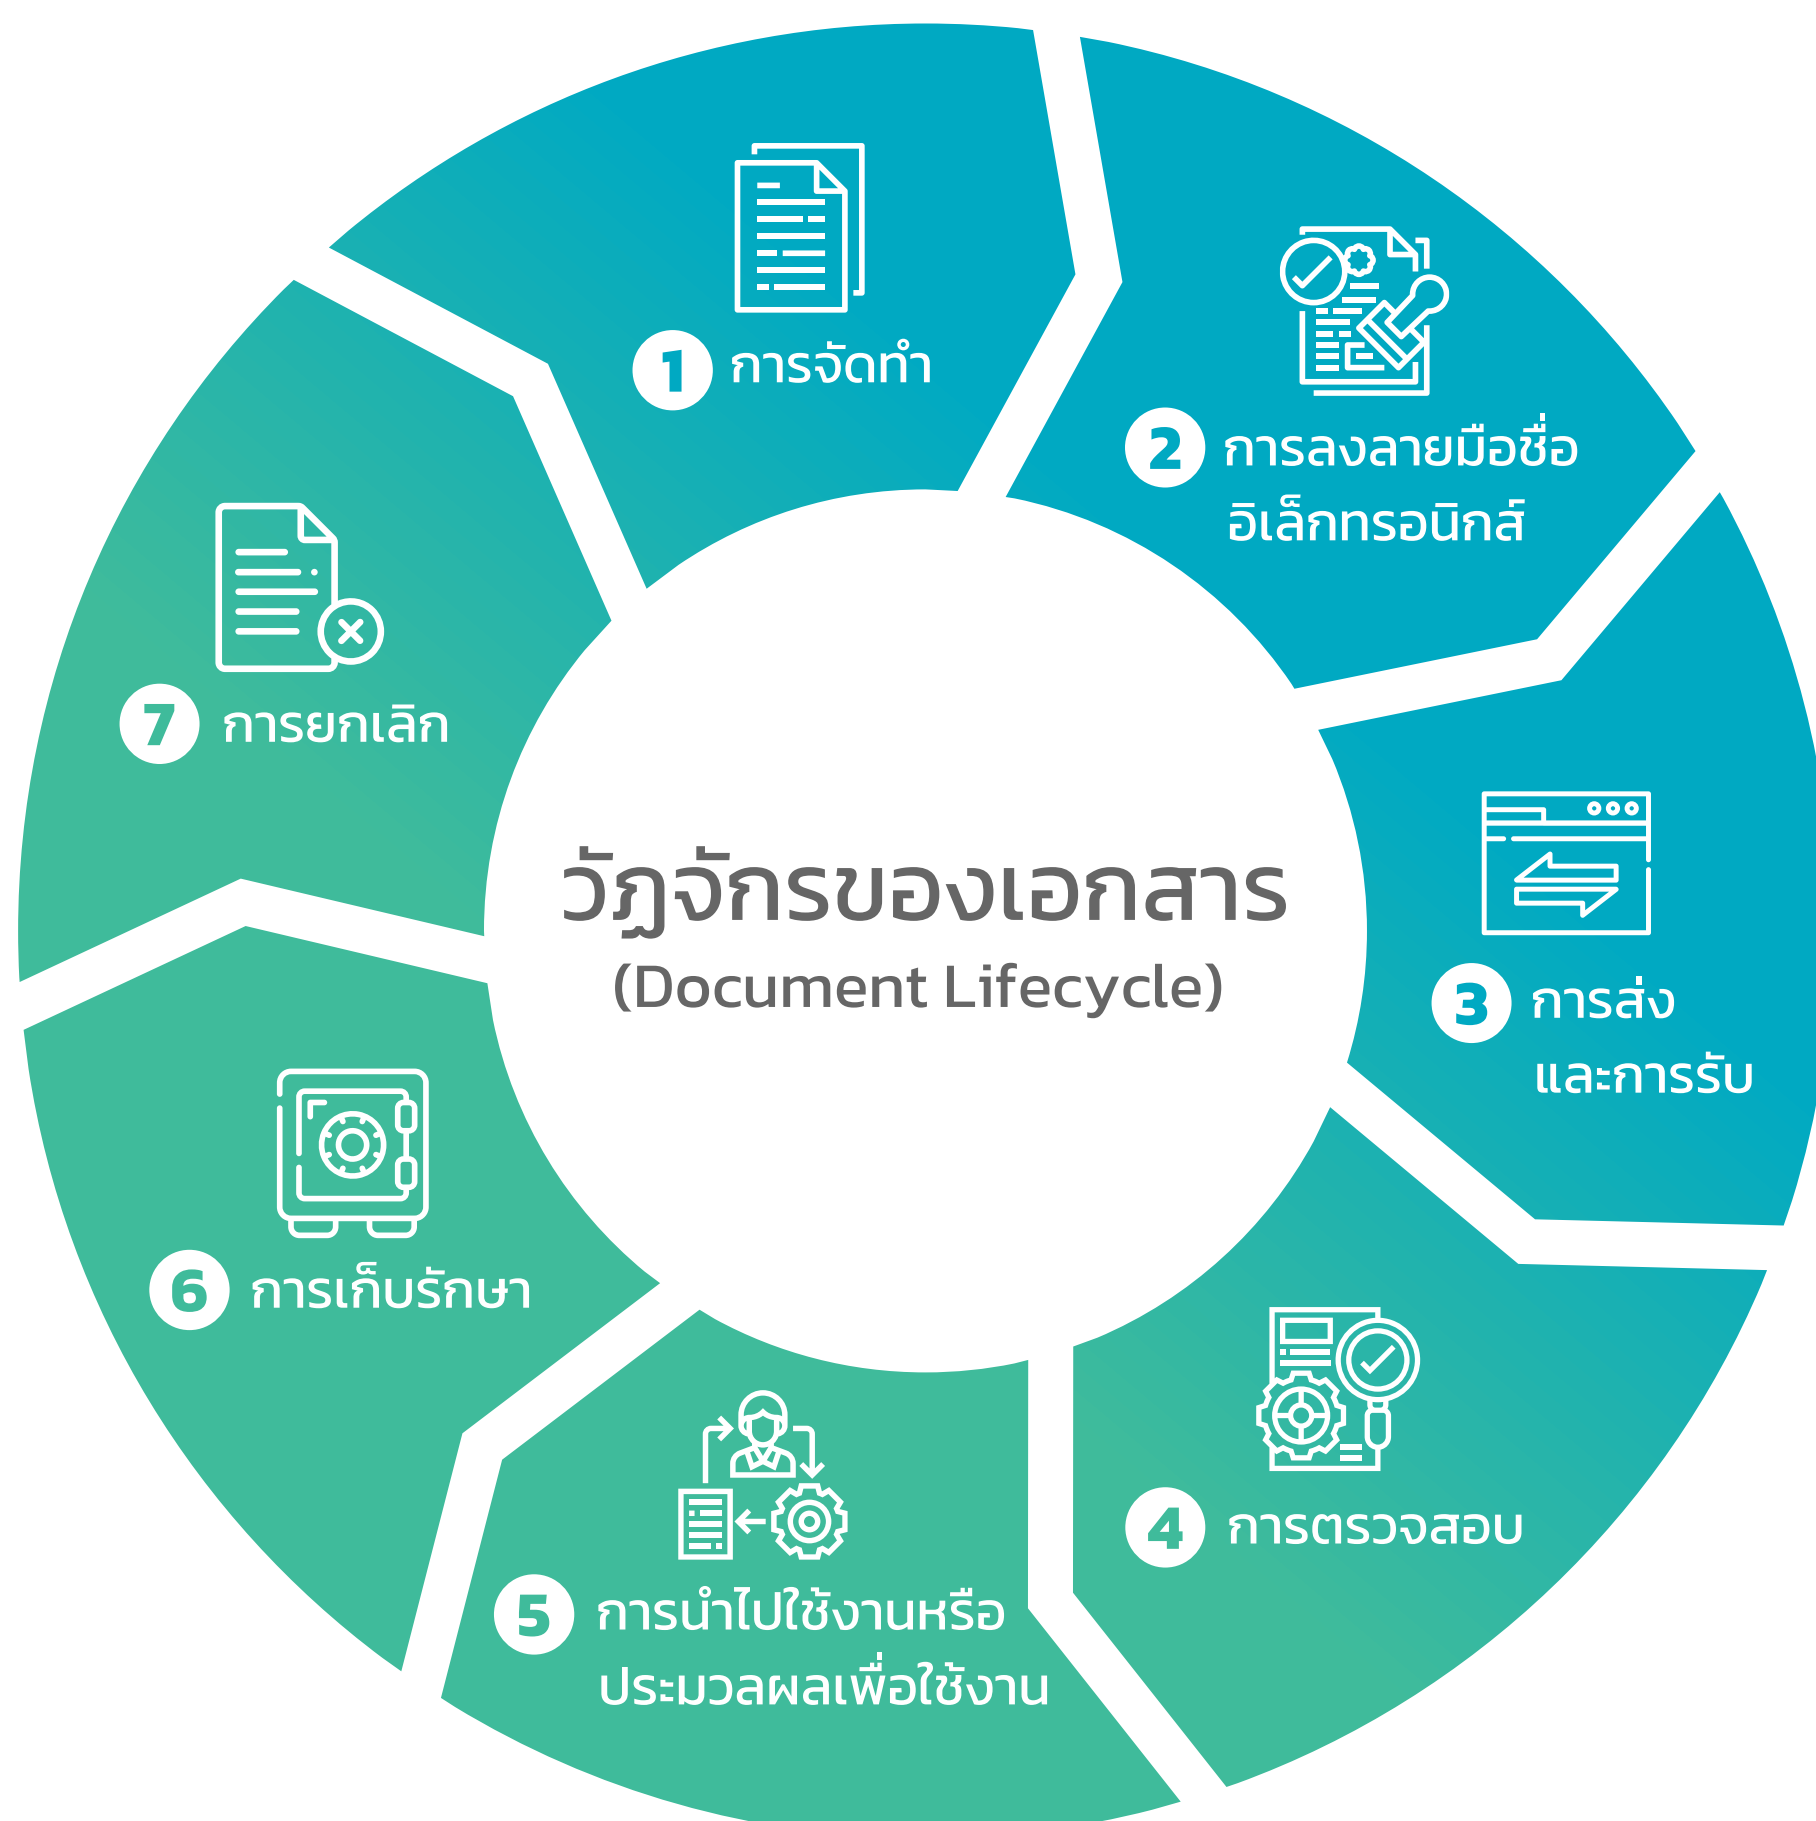 วัฏจักรของเอกสาร
(Document Lifecycle)
1 การจัดทำ
2 การลงลายมือชื่อ
อิเล็กทรอนิกส์
3 การส่ง
และการรับ
4 การตรวจสอบ
5 การนำไปใช้งานหรือ
ประมวลผลเพื่อใช้งาน
6 การเก็บรักษา
7 การยกเลิก